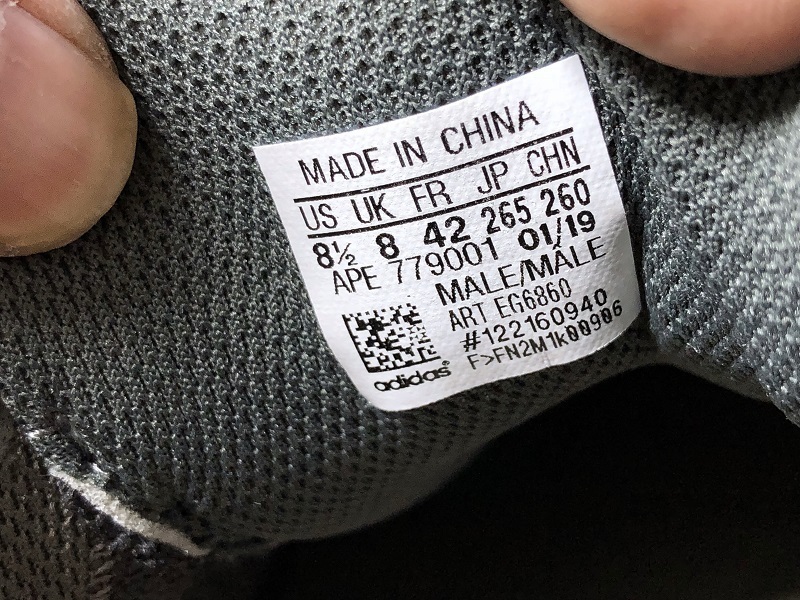 MADE IN CHINA
US UK FR JP CHN
8½ 8 42 265 260
APE 779001 01/19
MALE/MÂLE
ART EG6860
#122160940
F>FN2M1k00906
adidas®